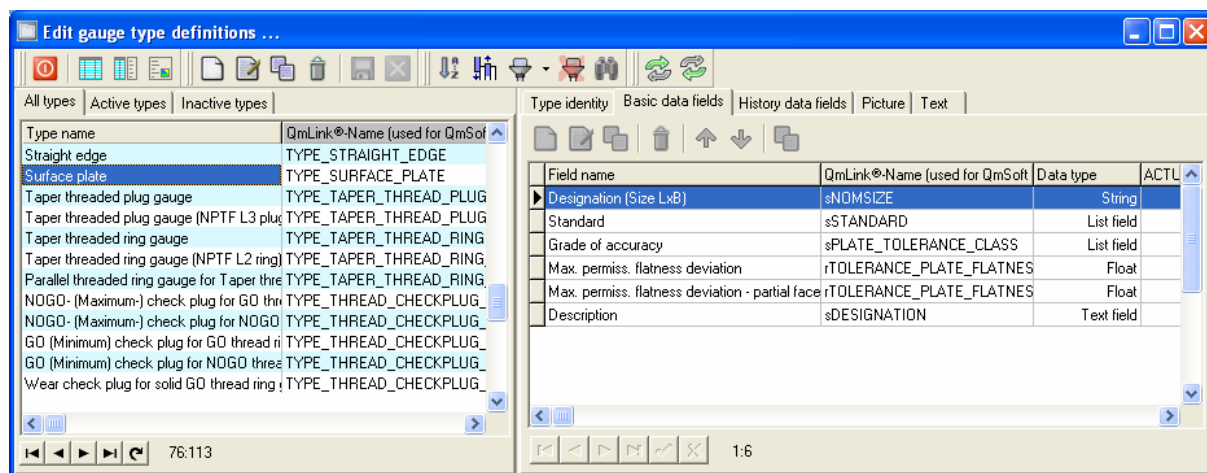 Edit gauge type definitions ...
All types Active types Inactive types
Type name QmLink®-Name (used for QmSof
Straight edge TYPE_STRAIGHT_EDGE
Surface plate TYPE_SURFACE_PLATE
Taper threaded plug gauge TYPE_TAPER_THREAD_PLUG
Taper threaded plug gauge (NPTF L3 plug TYPE_TAPER_THREAD_PLUG
Taper threaded ring gauge TYPE_TAPER_THREAD_RING
Taper threaded ring gauge (NPTF L2 ring) TYPE_TAPER_THREAD_RING_
Parallel threaded ring gauge for Taper thre TYPE_TAPER_THREAD_RING_
NOGO- (Maximum-) check plug for GO thre TYPE_THREAD_CHECKPLUG_
NOGO- (Maximum-) check plug for NOGO TYPE_THREAD_CHECKPLUG_
GO (Minimum) check plug for GO thread ri TYPE_THREAD_CHECKPLUG_
GO (Minimum) check plug for NOGO threa TYPE_THREAD_CHECKPLUG_
Wear check plug for solid GO thread ring TYPE_THREAD_CHECKPLUG_
76:113
Type identity Basic data fields History data fields Picture Text
Field name QmLink®-Name (used for QmSoft Data type ACTU
Designation (Size LxB) sNOMSIZE String
Standard sSTANDARD List field
Grade of accuracy sPLATE_TOLERANCE_CLASS List field
Max. permiss. flatness deviation rTOLERANCE_PLATE_FLATNES Float
Max. permiss. flatness deviation - partial face rTOLERANCE_PLATE_FLATNES Float
Description sDESIGNATION Text field
1:6